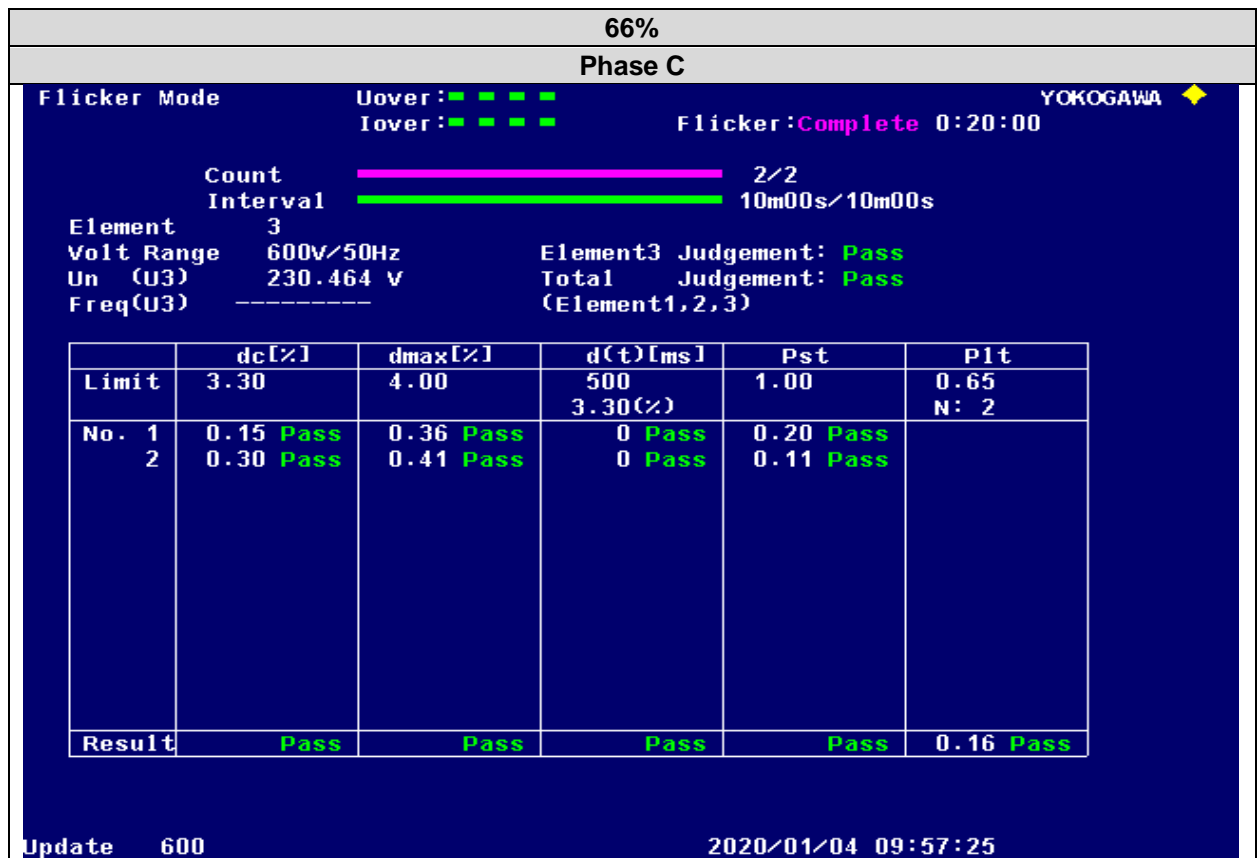 66%
Phase C
Flicker Mode Uover: YOKOGAWA
Iover: Flicker:Complete 0:20:00
Count 2/2
Interval 10m00s/10m00s
Element 3
Volt Range 600V/50Hz Element3 Judgement: Pass
Un (U3) 230.464 V Total Judgement: Pass
Freq(U3) --------- (Element1,2,3)
dc[%] dmax[%] d(t)[ms] Pst Plt
Limit 3.30 4.00 500 1.00 0.65
3.30(%) N: 2
No. 1 0.15 Pass 0.36 Pass 0 Pass 0.20 Pass
2 0.30 Pass 0.41 Pass 0 Pass 0.11 Pass
Result Pass Pass Pass Pass 0.16 Pass
Update 600 2020/01/04 09:57:25